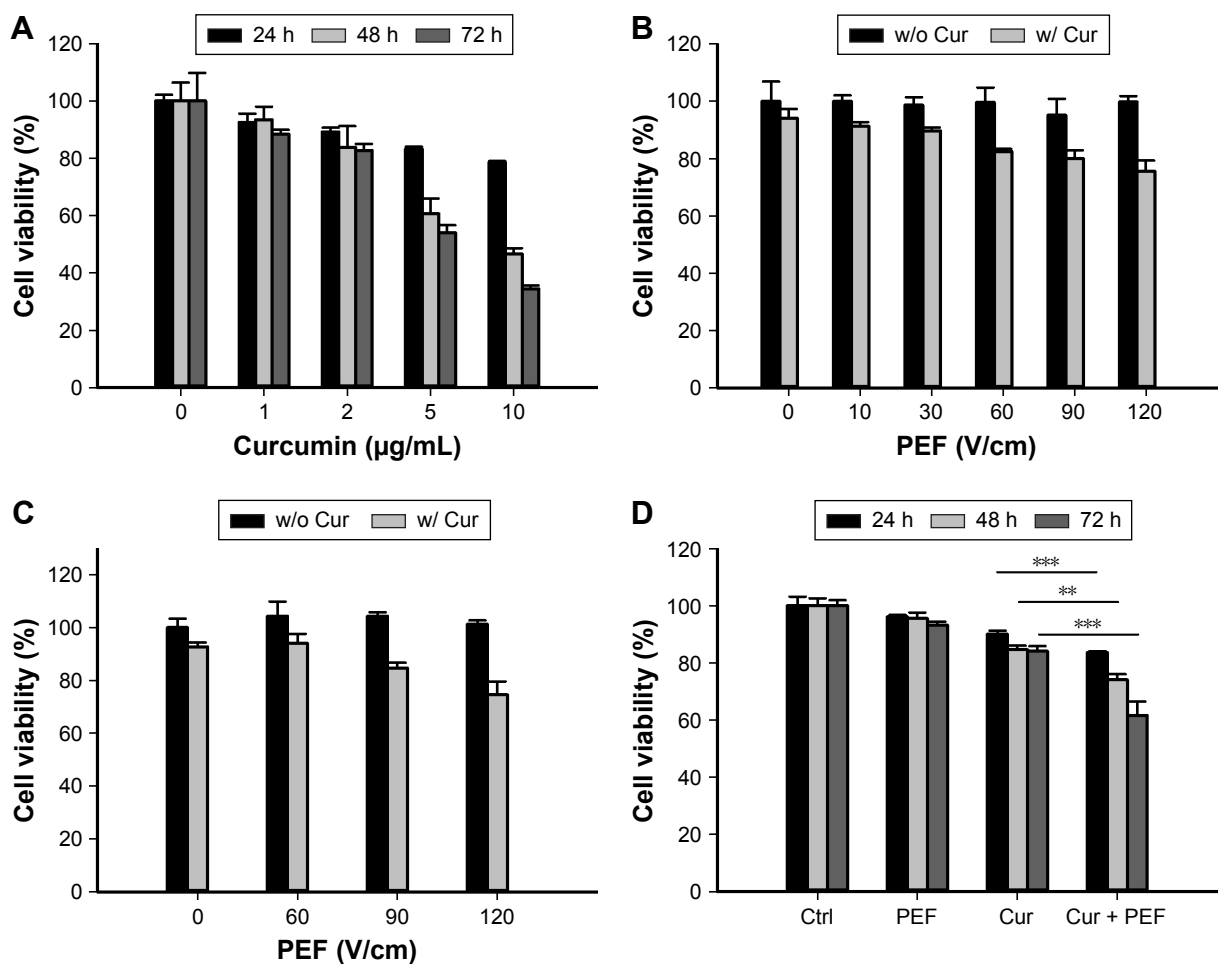 A
24 h 48 h 72 h
Cell viability (%)
120
100
80
60
40
20
0
0 1 2 5 10
Curcumin (µg/mL)
B
w/o Cur w/ Cur
Cell viability (%)
120
100
80
60
40
20
0
0 10 30 60 90 120
PEF (V/cm)
C
w/o Cur w/ Cur
Cell viability (%)
120
100
80
60
40
20
0
0 60 90 120
PEF (V/cm)
D
24 h 48 h 72 h
Cell viability (%)
120
100
80
60
40
20
0
***
**
***
Ctrl PEF Cur Cur + PEF